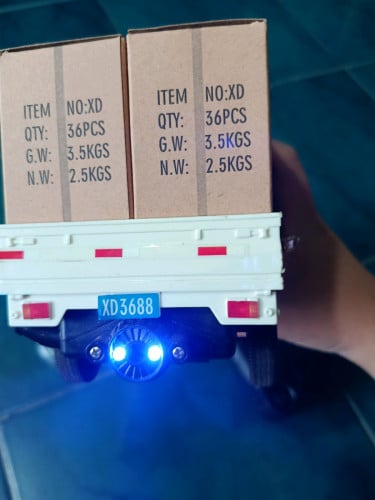 ITEM NO:XD
QTY: 36PCS
G.W: 3.5KGS
N.W: 2.5KGS
ITEM NO:XD
QTY: 36PCS
G.W: 3.5KGS
N.W: 2.5KGS
XD3688